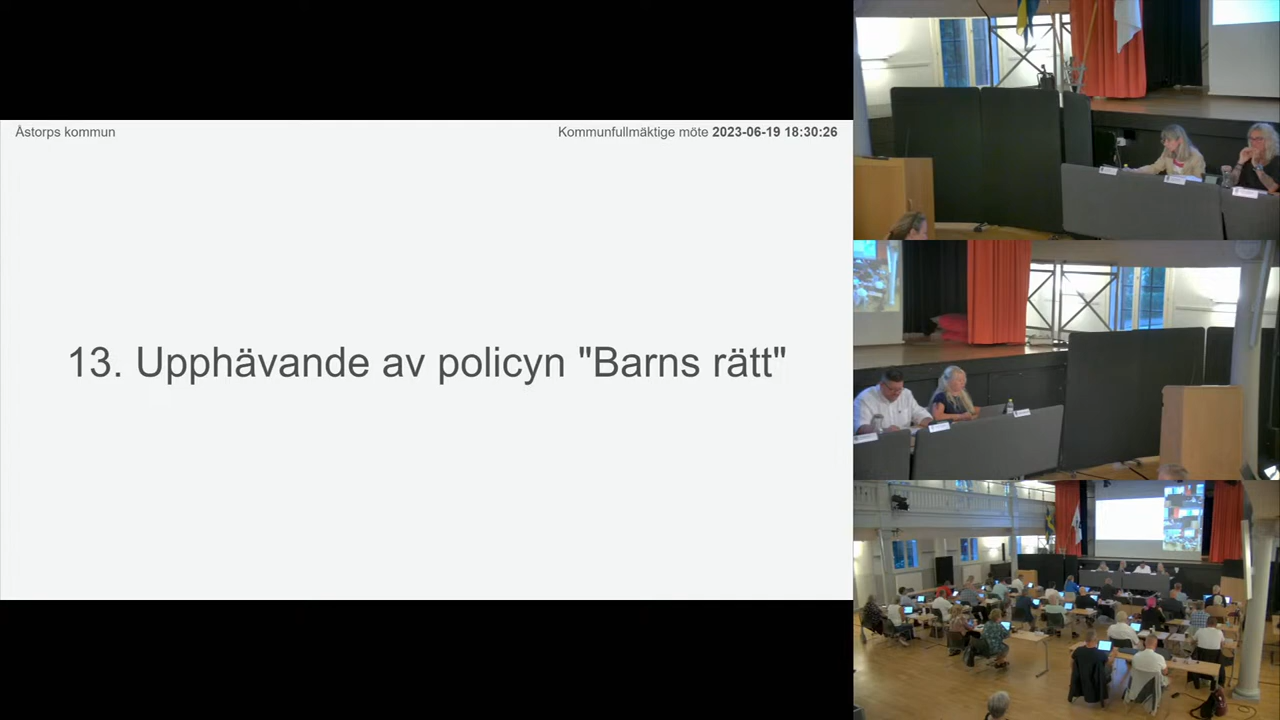 Åstorps kommun
Kommunfullmäktige möte 2023-06-19 18:30:26
13. Upphävande av policyn "Barns rätt"